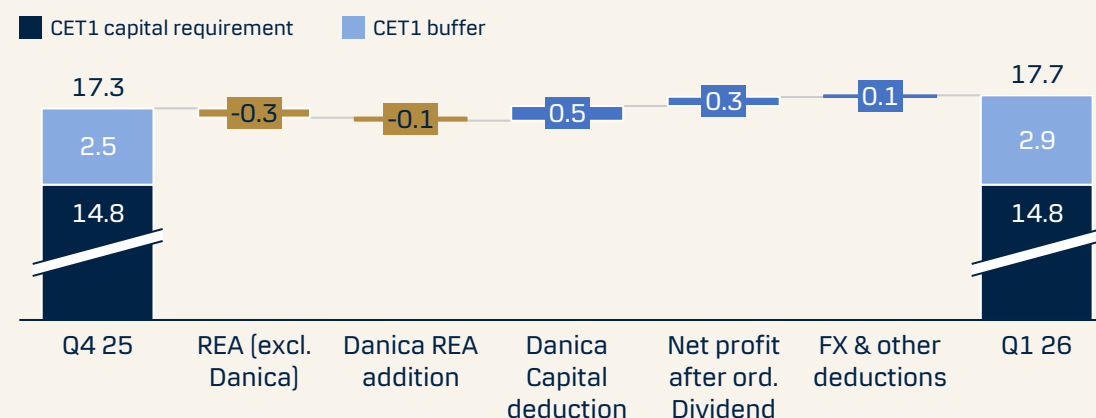 CET1 capital requirement
CET1 buffer
17.3
2.5
14.8
-0.3
-0.1
0.5
0.3
0.1
17.7
2.9
14.8
Q4 25
REA (excl.
Danica)
Danica REA
addition
Danica
Capital
deduction
Net profit
after ord.
Dividend
FX & other
deductions
Q1 26